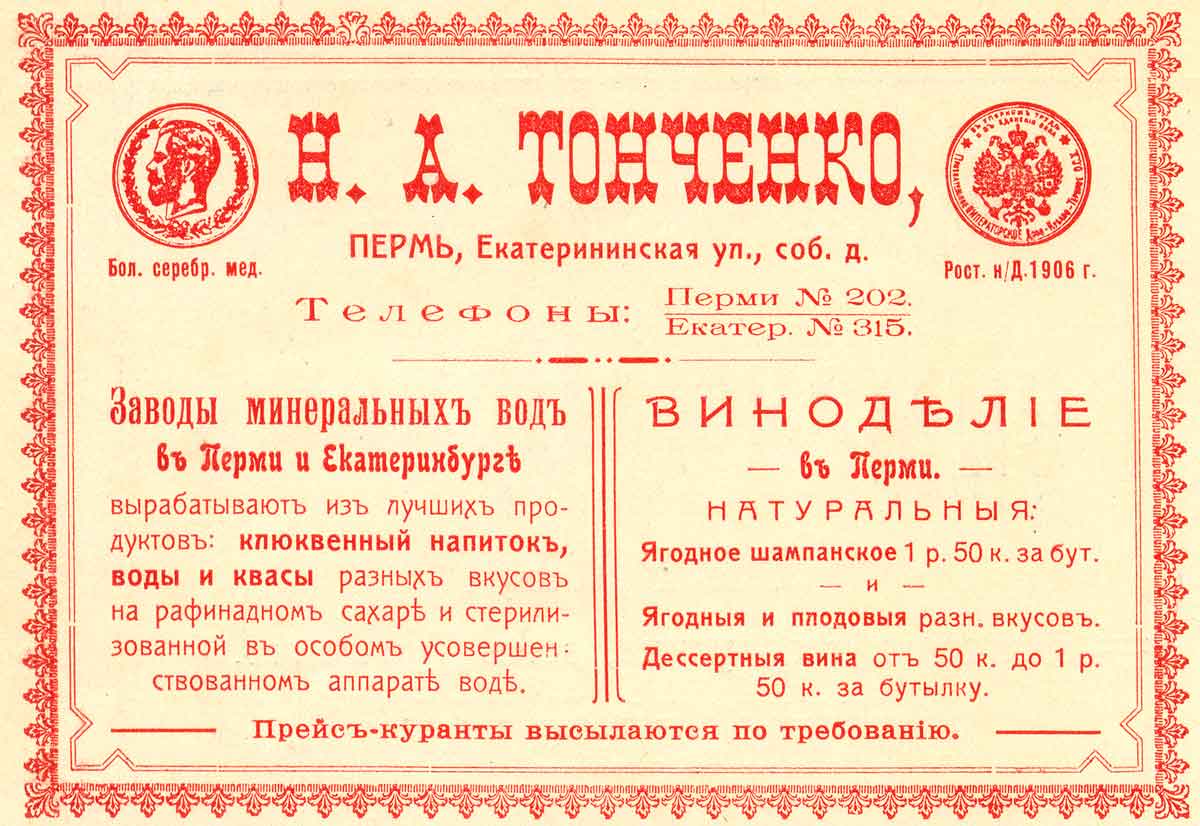 Н. А. ТОНЧЕНКО,
ПЕРМЬ, Екатерининская ул., соб. д.
Бол. серебр. мед.
Рост. н/Д. 1906 г.
Телефоны:
Перми № 202.
Екатер. № 315.
Заводы минеральныхъ водъ
въ Перми и Екатеринбургѣ
вырабатываютъ изъ лучшихъ про-
дуктовъ: клюквенный напитокъ,
воды и квасы разныхъ вкусовъ
на рафинадномъ сахарѣ и стерили-
зованной въ особомъ усовершен-
ствованномъ аппаратѣ водѣ.
ВИНОДѢЛІЕ
— въ Перми. —
НАТУРАЛЬНЫЯ:
Ягодное шампанское 1 р. 50 к. за бут.
— и —
Ягодныя и плодовыя разн. вкусовъ.
Дессертныя вина отъ 50 к. до 1 р.
50 к. за бутылку.
Прейсъ-куранты высылаются по требованію.